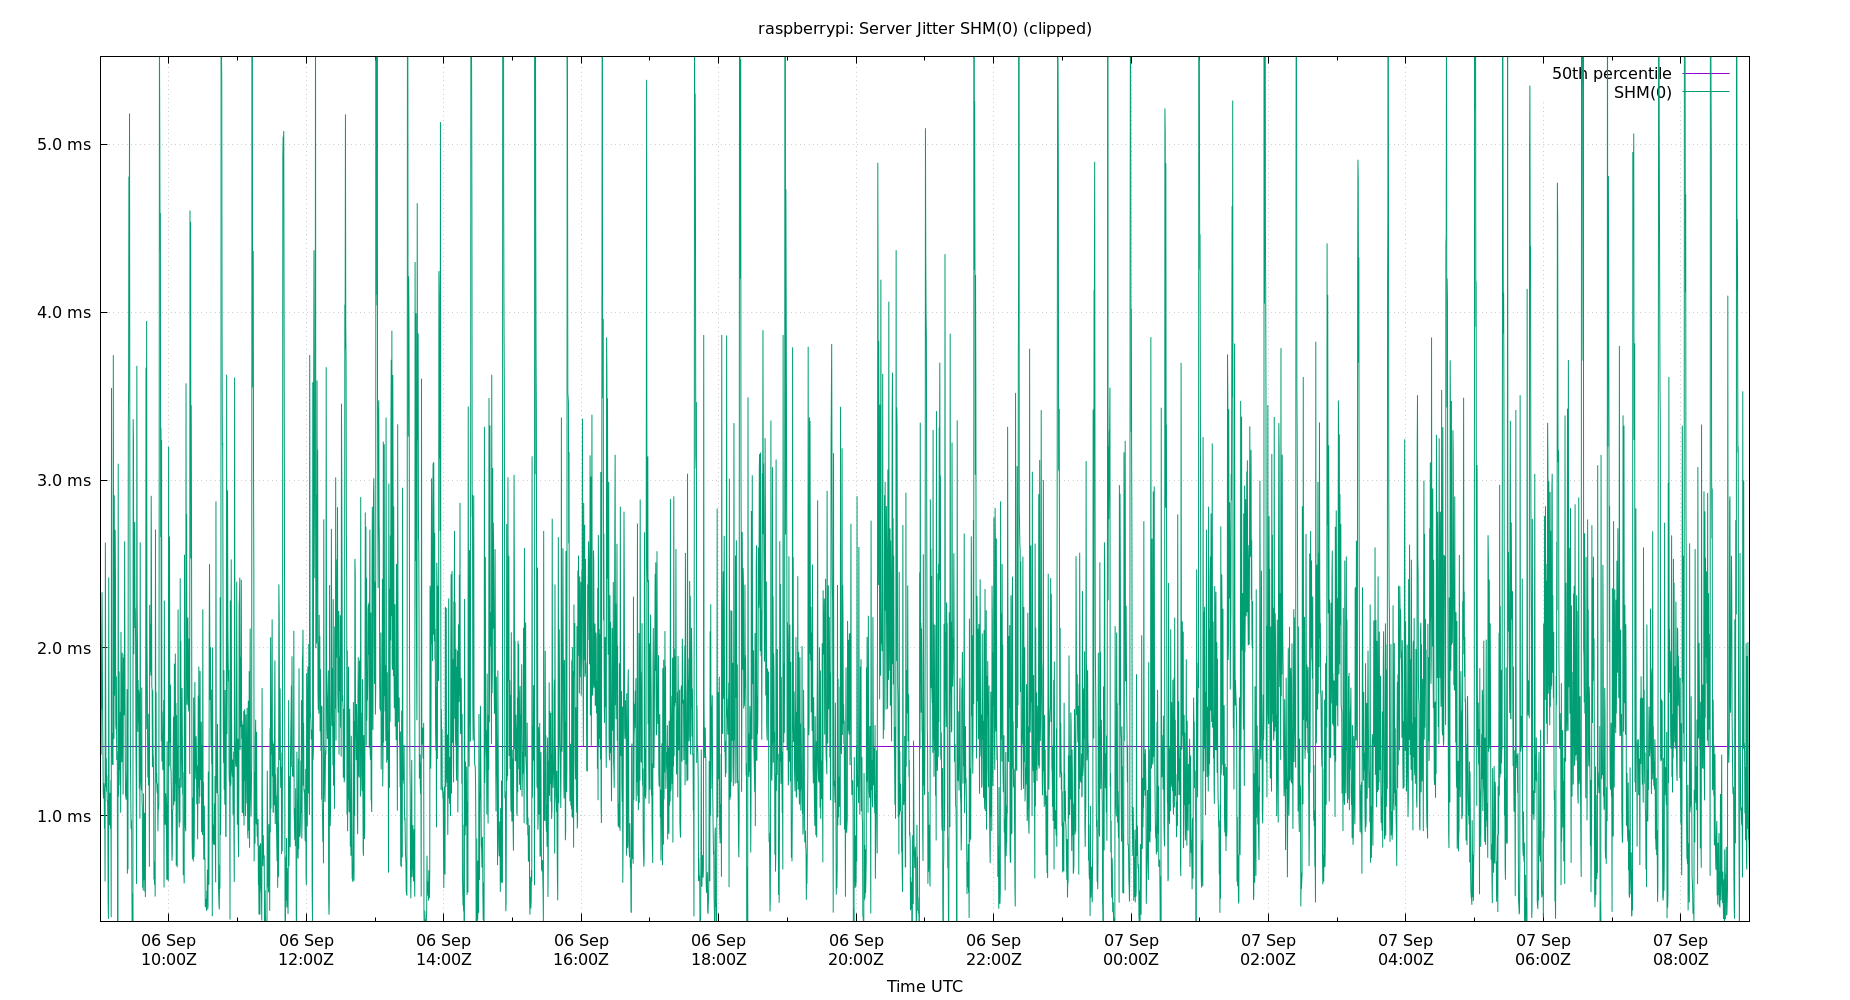 raspberrypi: Server Jitter SHM(0) (clipped)
50th percentile
SHM(0)
5.0 ms
4.0 ms
3.0 ms
2.0 ms
1.0 ms
06 Sep 06 Sep 06 Sep 06 Sep 06 Sep 06 Sep 06 Sep 07 Sep 07 Sep 07 Sep 07 Sep 07 Sep
10:00Z 12:00Z 14:00Z 16:00Z 18:00Z 20:00Z 22:00Z 00:00Z 02:00Z 04:00Z 06:00Z 08:00Z
Time UTC